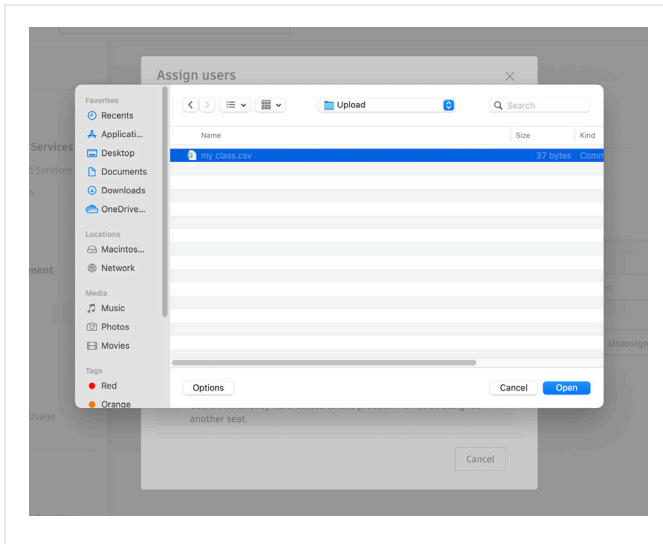 Assign users
Favorites
Recents
Applicati...
Desktop
Documents
Downloads
OneDrive...
Locations
Macintos...
Network
Media
Music
Photos
Movies
Tags
Red
Orange
Upload
Search
Name Size Kind
my class.csv 37 bytes Comm
Options Cancel Open
another seat.
Cancel
Services
Services
ment
Unassign
usage